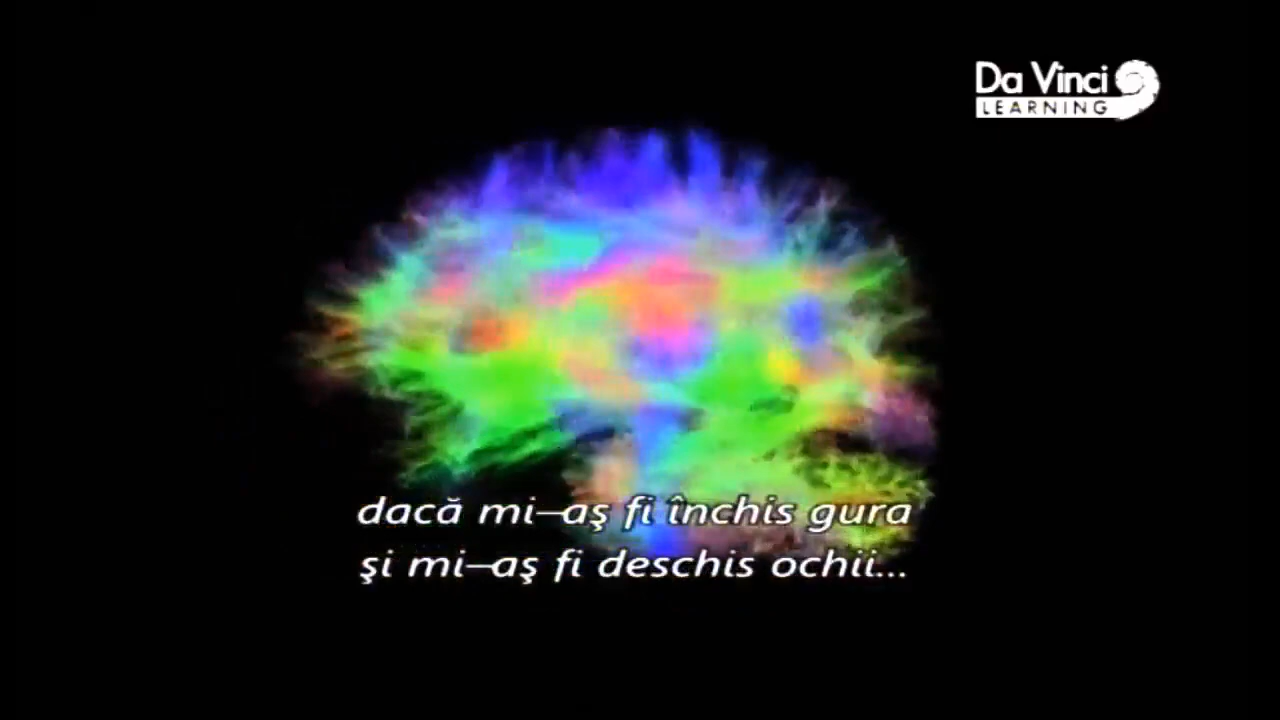 Da Vinci
LEARNING
dacă mi–aş fi închis gura
şi mi–aş fi deschis ochii...